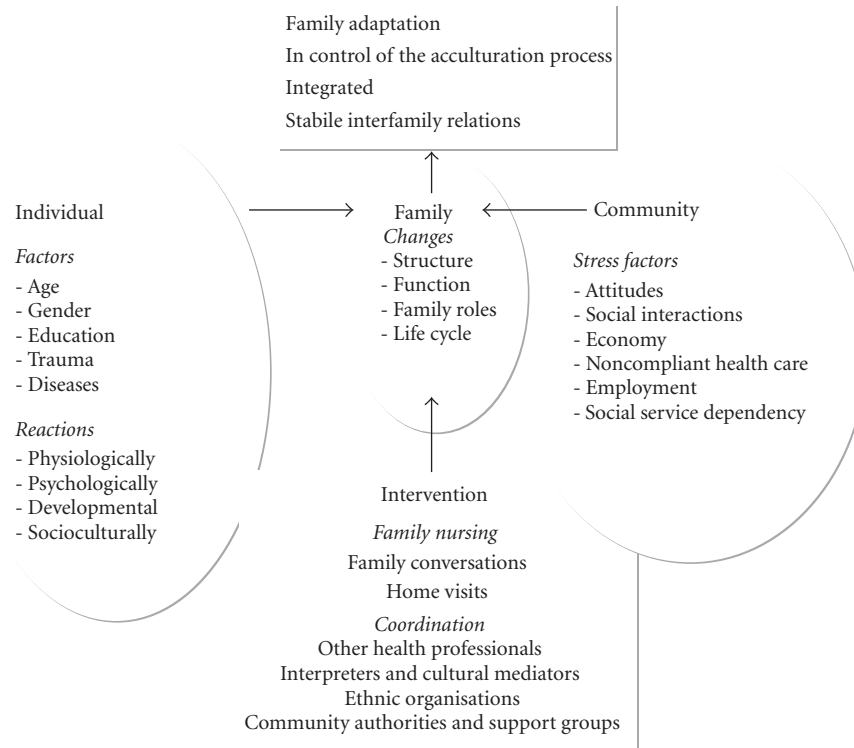 Family adaptation
In control of the acculturation process
Integrated
Stabile interfamily relations
Individual
Factors
- Age
- Gender
- Education
- Trauma
- Diseases
Reactions
- Physiologically
- Psychologically
- Developmental
- Socioculturally
Family
Changes
- Structure
- Function
- Family roles
- Life cycle
Community
Stress factors
- Attitudes
- Social interactions
- Economy
- Noncompliant health care
- Employment
- Social service dependency
Intervention
Family nursing
Family conversations
Home visits
Coordination
Other health professionals
Interpreters and cultural mediators
Ethnic organisations
Community authorities and support groups